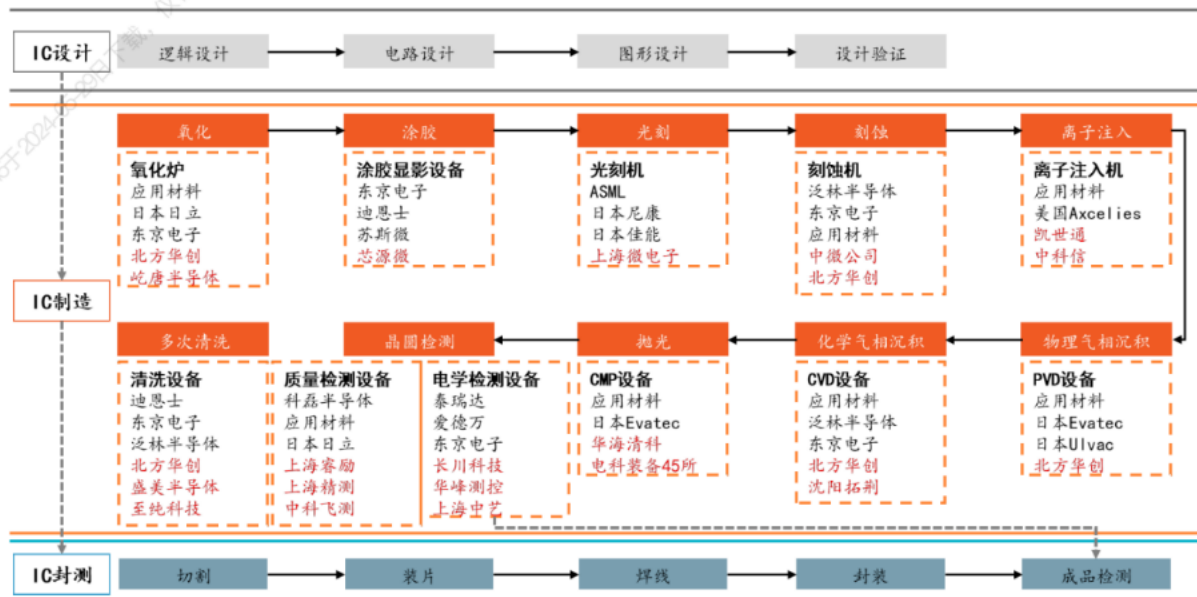 IC设计
逻辑设计
电路设计
图形设计
设计验证
氧化
涂胶
光刻
刻蚀
离子注入
氧化炉
应用材料
日本日立
东京电子
北方华创
屹唐半导体
涂胶显影设备
东京电子
迪恩士
苏斯微
芯源微
光刻机
ASML
日本尼康
日本佳能
上海微电子
刻蚀机
泛林半导体
东京电子
应用材料
中微公司
北方华创
离子注入机
应用材料
美国Axcelies
凯世通
中科信
IC制造
多次清洗
晶圆检测
抛光
化学气相沉积
物理气相沉积
清洗设备
迪恩士
东京电子
泛林半导体
北方华创
盛美半导体
至纯科技
质量检测设备
科磊半导体
应用材料
日本日立
上海睿励
上海精测
中科飞测
电学检测设备
泰瑞达
爱德万
东京电子
长川科技
华峰测控
上海中艺
CMP设备
应用材料
日本Evatec
华海清科
电科装备45所
CVD设备
应用材料
泛林半导体
东京电子
北方华创
沈阳拓荆
PVD设备
应用材料
日本Evatec
日本Ulvac
北方华创
IC封测
切割
装片
焊线
封装
成品检测
于2024-05-29日下载，仅